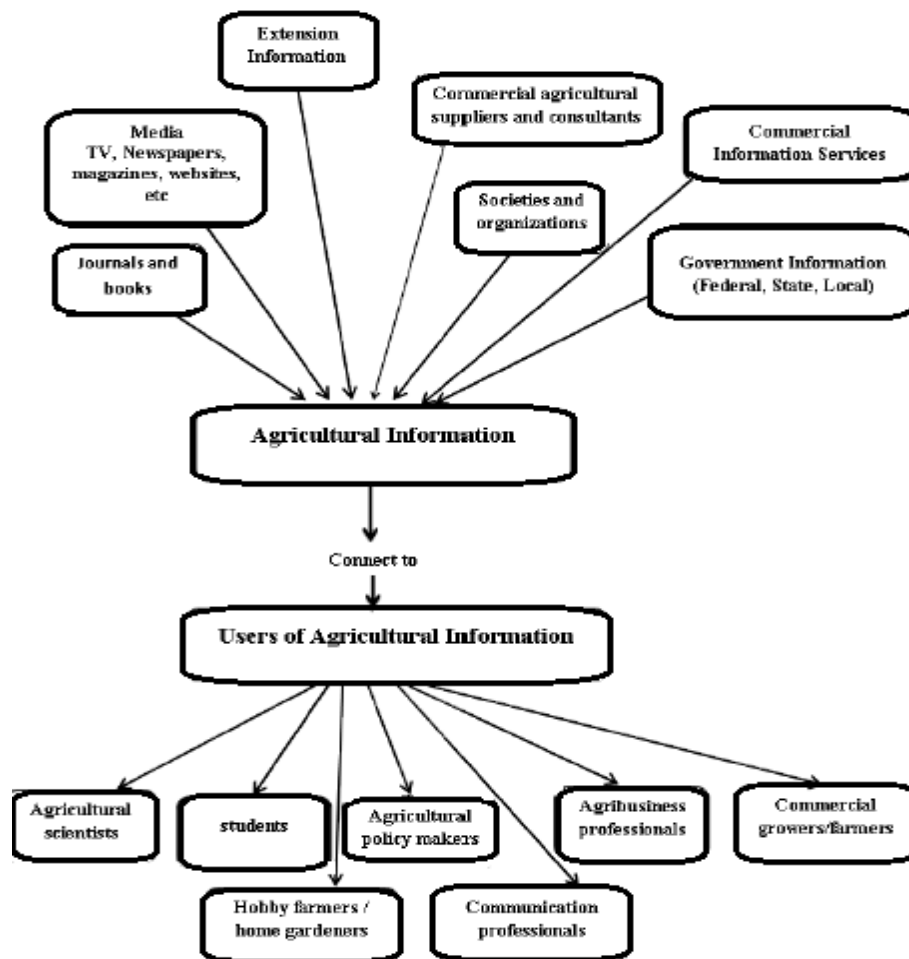 Extension
Information
Commercial agricultural
suppliers and consultants
Media
TV, Newspapers,
magazines, websites,
etc
Commercial
Information Services
Societies and
organizations
Journals and
books
Government Information
(Federal, State, Local)
Agricultural Information
Connect to
Users of Agricultural Information
Agricultural
scientists
students
Agricultural
policy makers
Agribusiness
professionals
Commercial
growers/farmers
Hobby farmers /
home gardeners
Communication
professionals